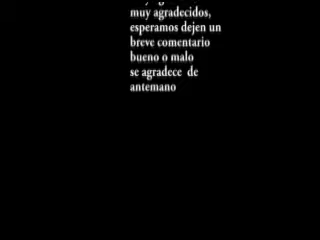 muy agradecidos,
esperamos dejen un
breve comentario
bueno o malo
se agradece de
antemano